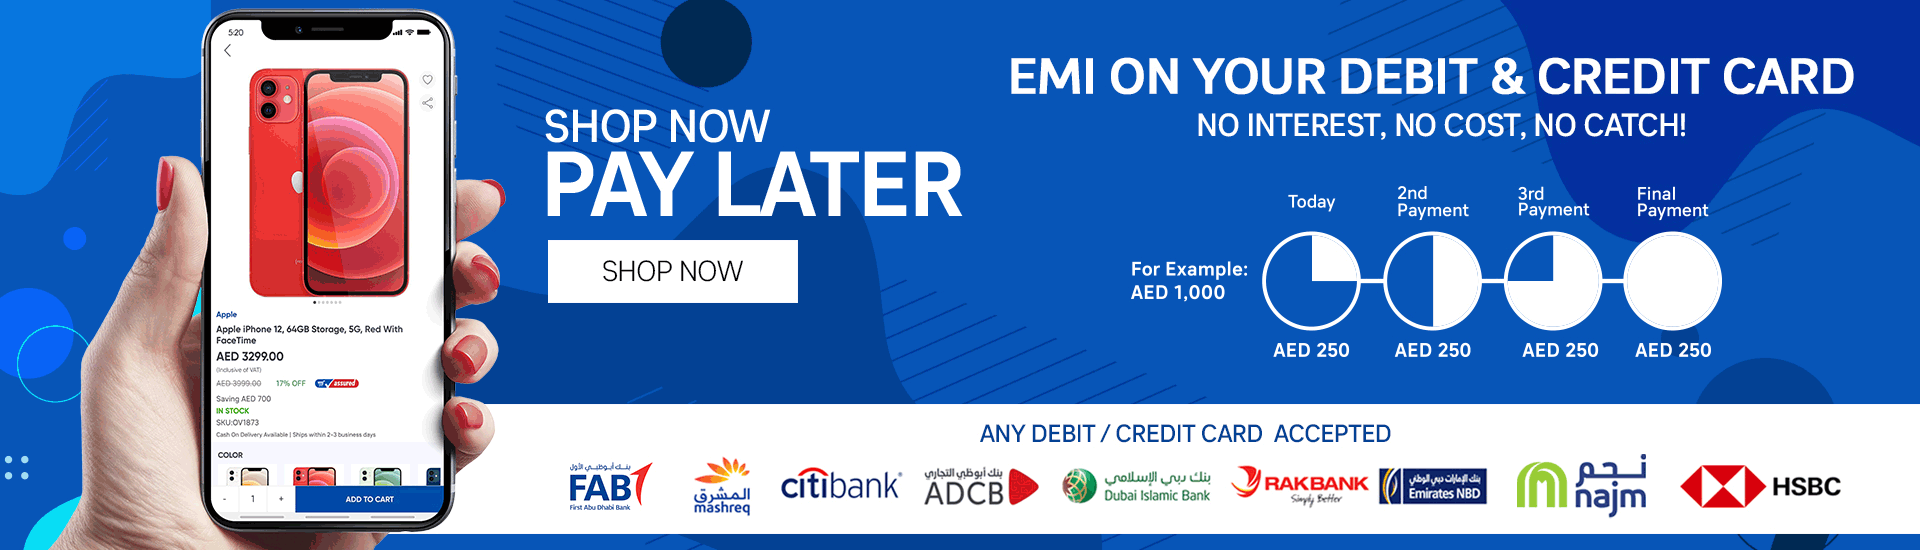 5:20
Apple
Apple iPhone 12, 64GB Storage, 5G, Red With
FaceTime
AED 3299.00
(Inclusive of VAT)
AED 3999.00 17% OFF assured
Saving AED 700
IN STOCK
SKU:OV1873
Cash On Delivery Available | Ships within 2-3 business days
COLOR
- 1 + ADD TO CART
SHOP NOW
PAY LATER
SHOP NOW
EMI ON YOUR DEBIT & CREDIT CARD
NO INTEREST, NO COST, NO CATCH!
Today
2nd
Payment
3rd
Payment
Final
Payment
For Example:
AED 1,000
AED 250
AED 250
AED 250
AED 250
ANY DEBIT / CREDIT CARD ACCEPTED
بنك أبوظبي الأول
FAB
First Abu Dhabi Bank
المشرق
mashreq
citibank®
بنك أبوظبي التجاري
ADCB
بنك دبي الإسلامي
Dubai Islamic Bank
RAKBANK
Simply Better
بنك الإمارات دبي الوطني
Emirates NBD
نجم
najm
HSBC